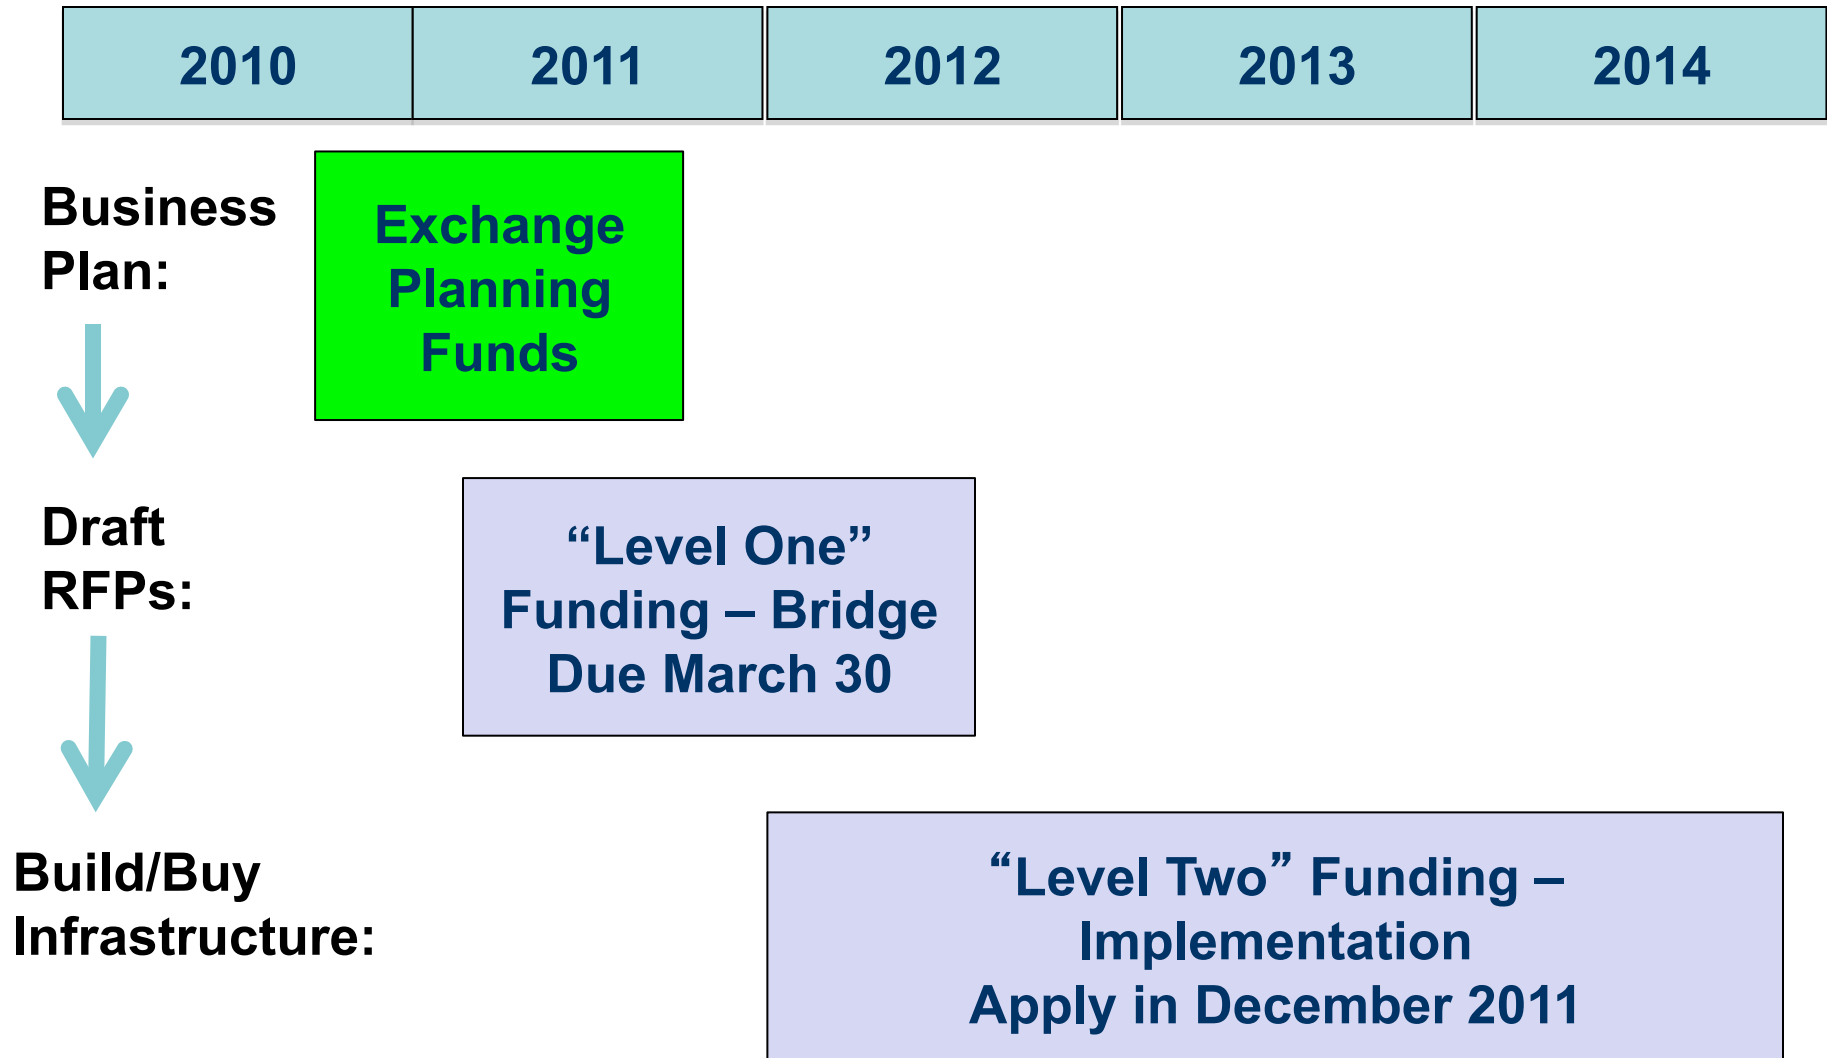 2010 2011 2012 2013 2014
Business
Plan:
Exchange
Planning
Funds
Draft
RFPs:
“Level One”
Funding – Bridge
Due March 30
Build/Buy
Infrastructure:
“Level Two” Funding –
Implementation
Apply in December 2011